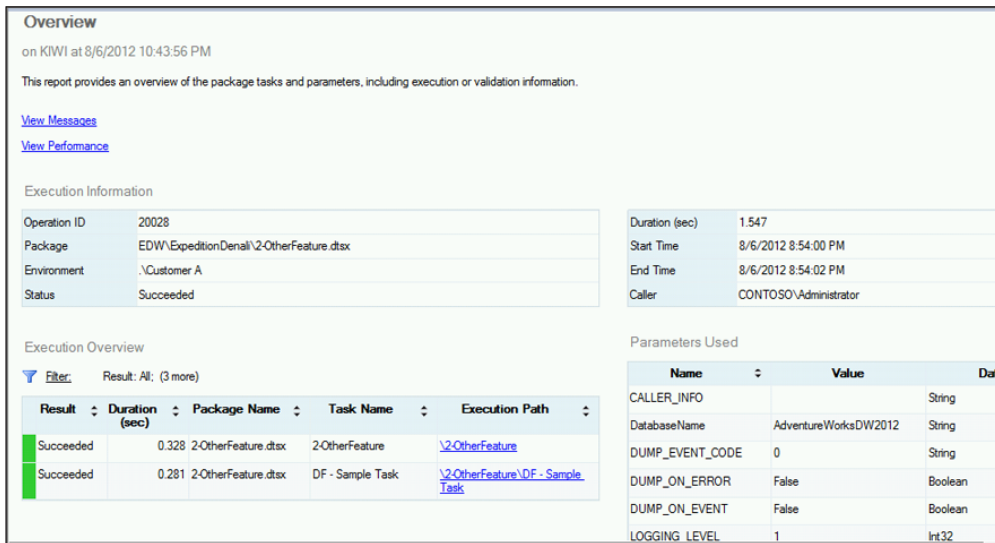 Overview
on KIWI at 8/6/2012 10:43:56 PM
This report provides an overview of the package tasks and parameters, including execution or validation information.
View Messages
View Performance
Execution Information
Operation ID 20028
Package EDW\ExpeditionDenali\2-OtherFeature.dtsx
Environment .\Customer A
Status Succeeded
Duration (sec) 1.547
Start Time 8/6/2012 8:54:00 PM
End Time 8/6/2012 8:54:02 PM
Caller CONTOSO\Administrator
Execution Overview
Filter: Result: All; (3 more)
Result Duration (sec) Package Name Task Name Execution Path
Succeeded 0.328 2-OtherFeature.dtsx 2-OtherFeature \2-OtherFeature
Succeeded 0.281 2-OtherFeature.dtsx DF - Sample Task \2-OtherFeature\DF - Sample
Task
Parameters Used
Name Value Dat
CALLER_INFO String
DatabaseName AdventureWorksDW2012 String
DUMP_EVENT_CODE 0 String
DUMP_ON_ERROR False Boolean
DUMP_ON_EVENT False Boolean
LOGGING_LEVEL 1 Int32